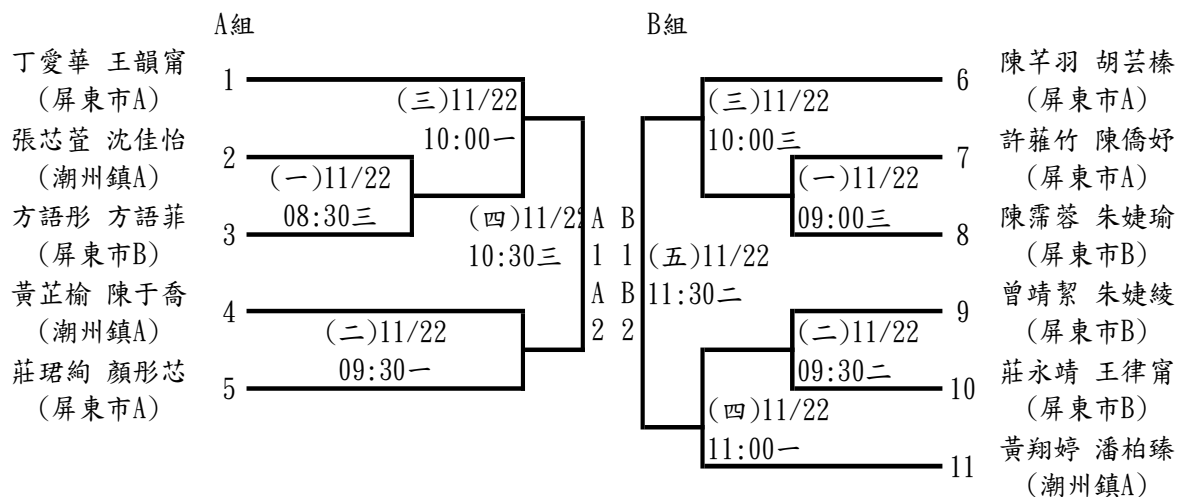 A組
B組
丁愛華 王韻甯
(屏東市A)
1
張芯萓 沈佳怡
(潮州鎮A)
2
方語彤 方語菲
(屏東市B)
3
黃芷榆 陳于喬
(潮州鎮A)
4
莊珺絢 顏彤芯
(屏東市A)
5
(三)11/22
10:00一
(一)11/22
08:30三
(四)11/22
10:30三
(二)11/22
09:30一
A B
1 1
A B
2 2
(三)11/22
10:00三
(一)11/22
09:00三
(五)11/22
11:30二
(二)11/22
09:30二
(四)11/22
11:00一
6
陳芊羽 胡芸榛
(屏東市A)
7
許蕥竹 陳僑妤
(屏東市A)
8
陳霈蓉 朱婕瑜
(屏東市B)
9
曾靖絜 朱婕綾
(屏東市B)
10
莊永靖 王律甯
(屏東市B)
11
黃翔婷 潘柏臻
(潮州鎮A)